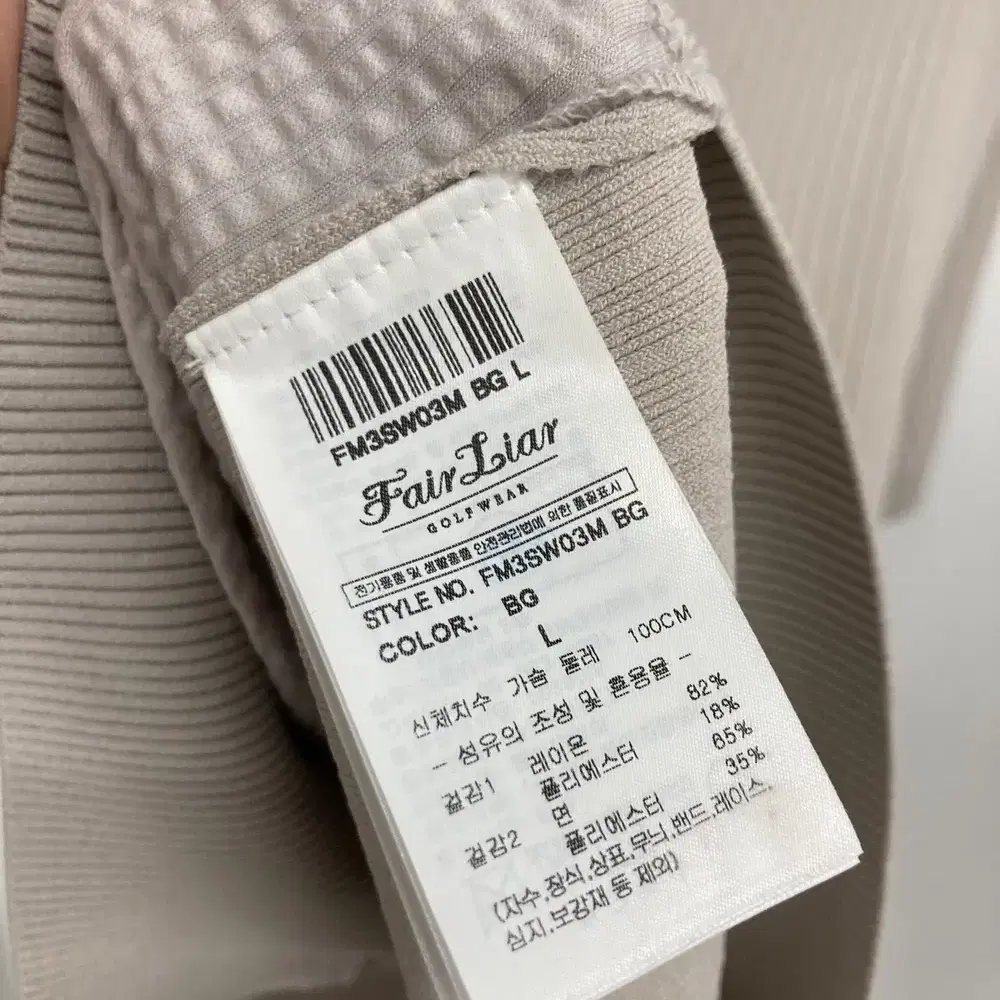 FM3SW03M BG L
Fair Liar
GOLFWEAR
전기용품 및 생활용품 안전관리법에 의한 품질표시
STYLE NO. FM3SW03M BG
COLOR: BG
L
신체치수 가슴 둘레 100CM
- 섬유의 조성 및 혼용율 -
겉감1 레이온 82%
폴리에스터 18%
겉감2 면 65%
폴리에스터 35%
(자수,장식,상표,무늬,밴드,레이스,
심지,보강재 등 제외)